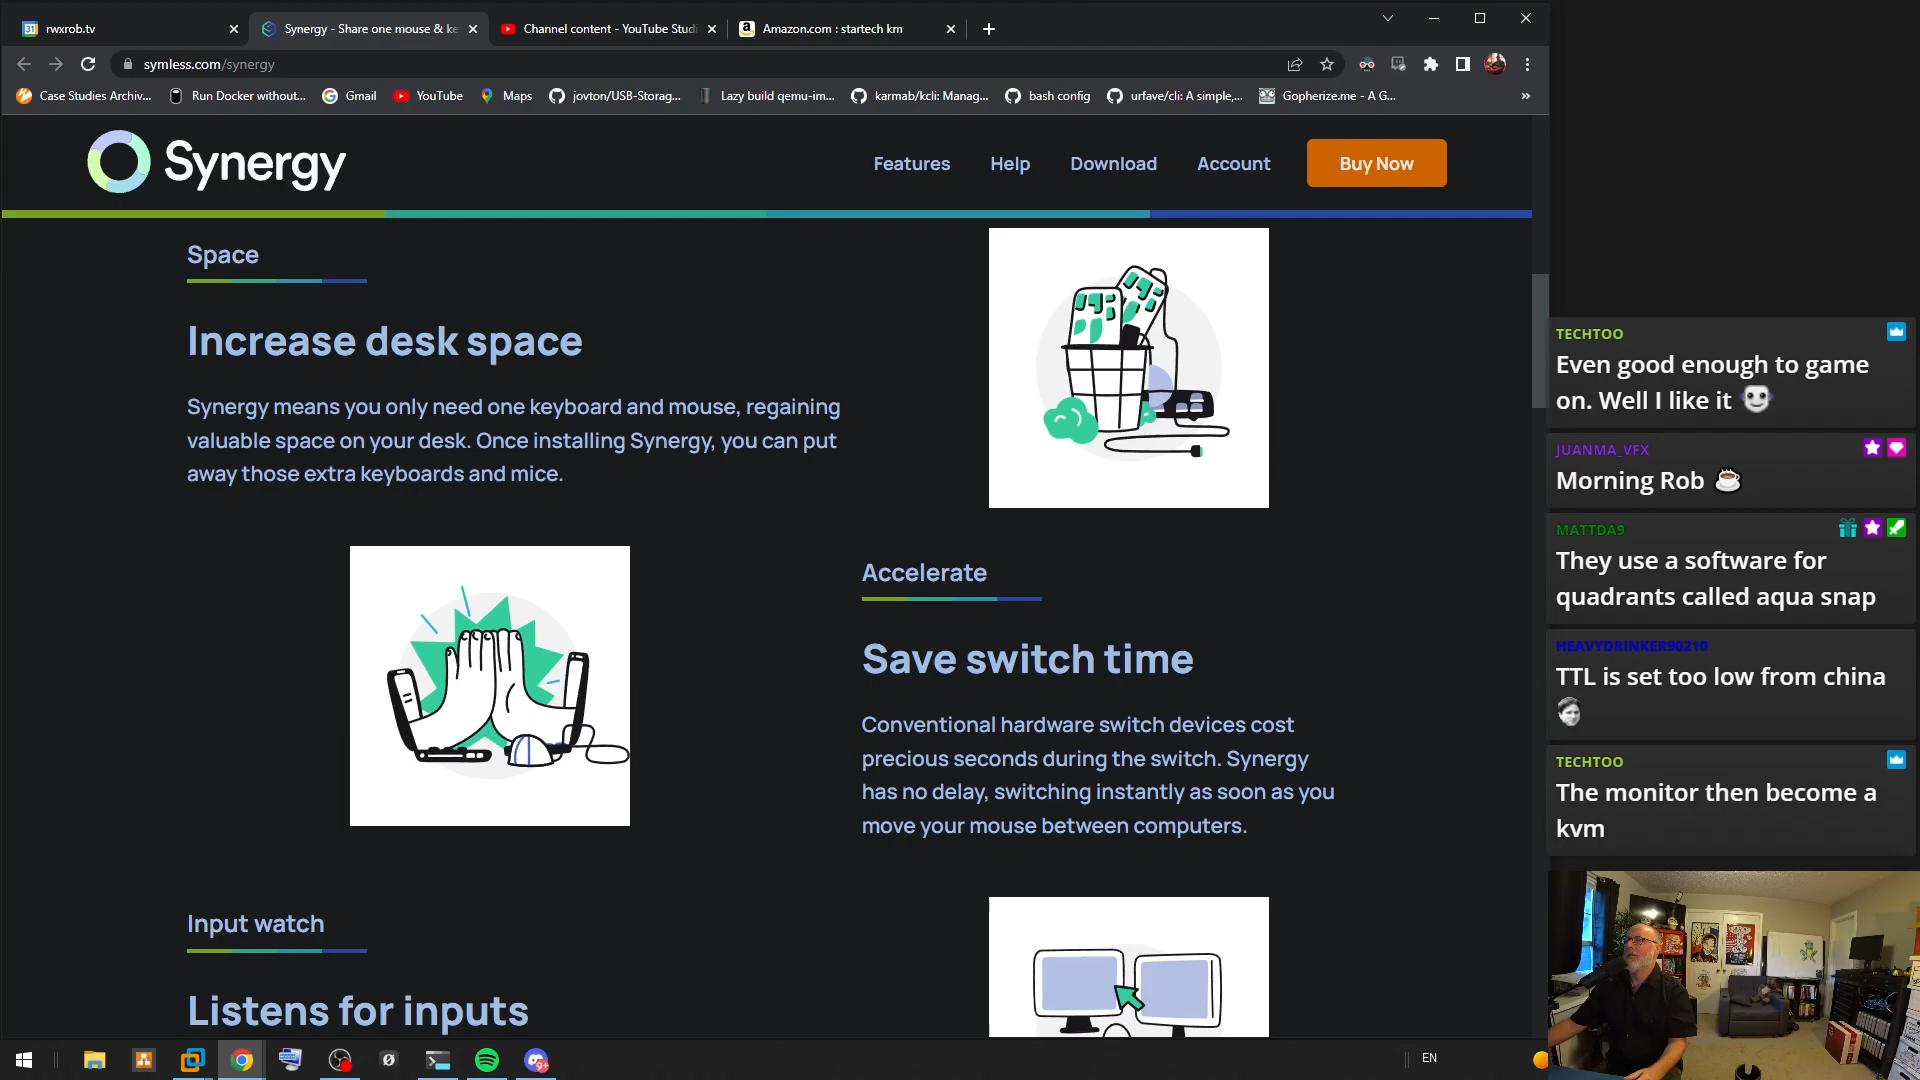 rwxrob.tv
Synergy - Share one mouse & ke
Channel content - YouTube Studi
Amazon.com : startech km
symless.com/synergy
Case Studies Archiv...
Run Docker without...
Gmail
YouTube
Maps
jovton/USB-Storag...
Lazy build qemu-im...
karmab/kcli: Manag...
bash config
urfave/cli: A simple,...
Gopherize.me - A G...
»
Synergy
Features
Help
Download
Account
Buy Now
Space
Increase desk space
Synergy means you only need one keyboard and mouse, regaining
valuable space on your desk. Once installing Synergy, you can put
away those extra keyboards and mice.
Accelerate
Save switch time
Conventional hardware switch devices cost
precious seconds during the switch. Synergy
has no delay, switching instantly as soon as you
move your mouse between computers.
Input watch
Listens for inputs
TECHTOO
Even good enough to game
on. Well I like it
JUANMA_VFX
Morning Rob
MATTDA9
They use a software for
quadrants called aqua snap
HEAVYDRINKER90210
TTL is set too low from china
TECHTOO
The monitor then become a
kvm
9+
EN